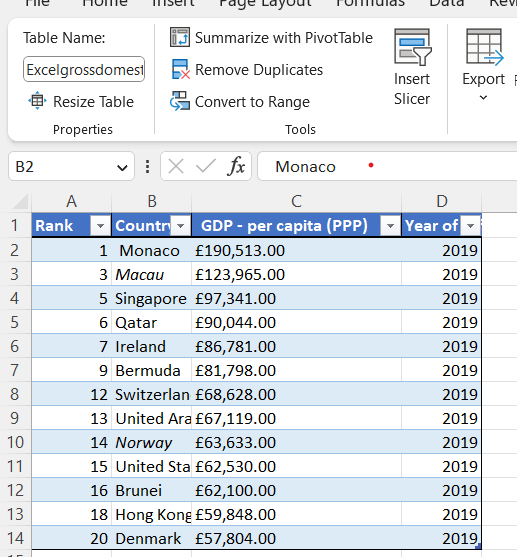 File Home Insert Page Layout Formulas Data
Table Name:
Excelgrossdomest
Resize Table
Properties
Summarize with PivotTable
Remove Duplicates
Convert to Range
Tools
Insert
Slicer
Export
B2 fx Monaco
A B C D
1 Rank Country GDP - per capita (PPP) Year of
2 1 Monaco £190,513.00 2019
3 3 Macau £123,965.00 2019
4 5 Singapore £97,341.00 2019
5 6 Qatar £90,044.00 2019
6 7 Ireland £86,781.00 2019
7 9 Bermuda £81,798.00 2019
8 12 Switzerlan £68,628.00 2019
9 13 United Ara £67,119.00 2019
10 14 Norway £63,633.00 2019
11 15 United Sta £62,530.00 2019
12 16 Brunei £62,100.00 2019
13 18 Hong Kong £59,848.00 2019
14 20 Denmark £57,804.00 2019